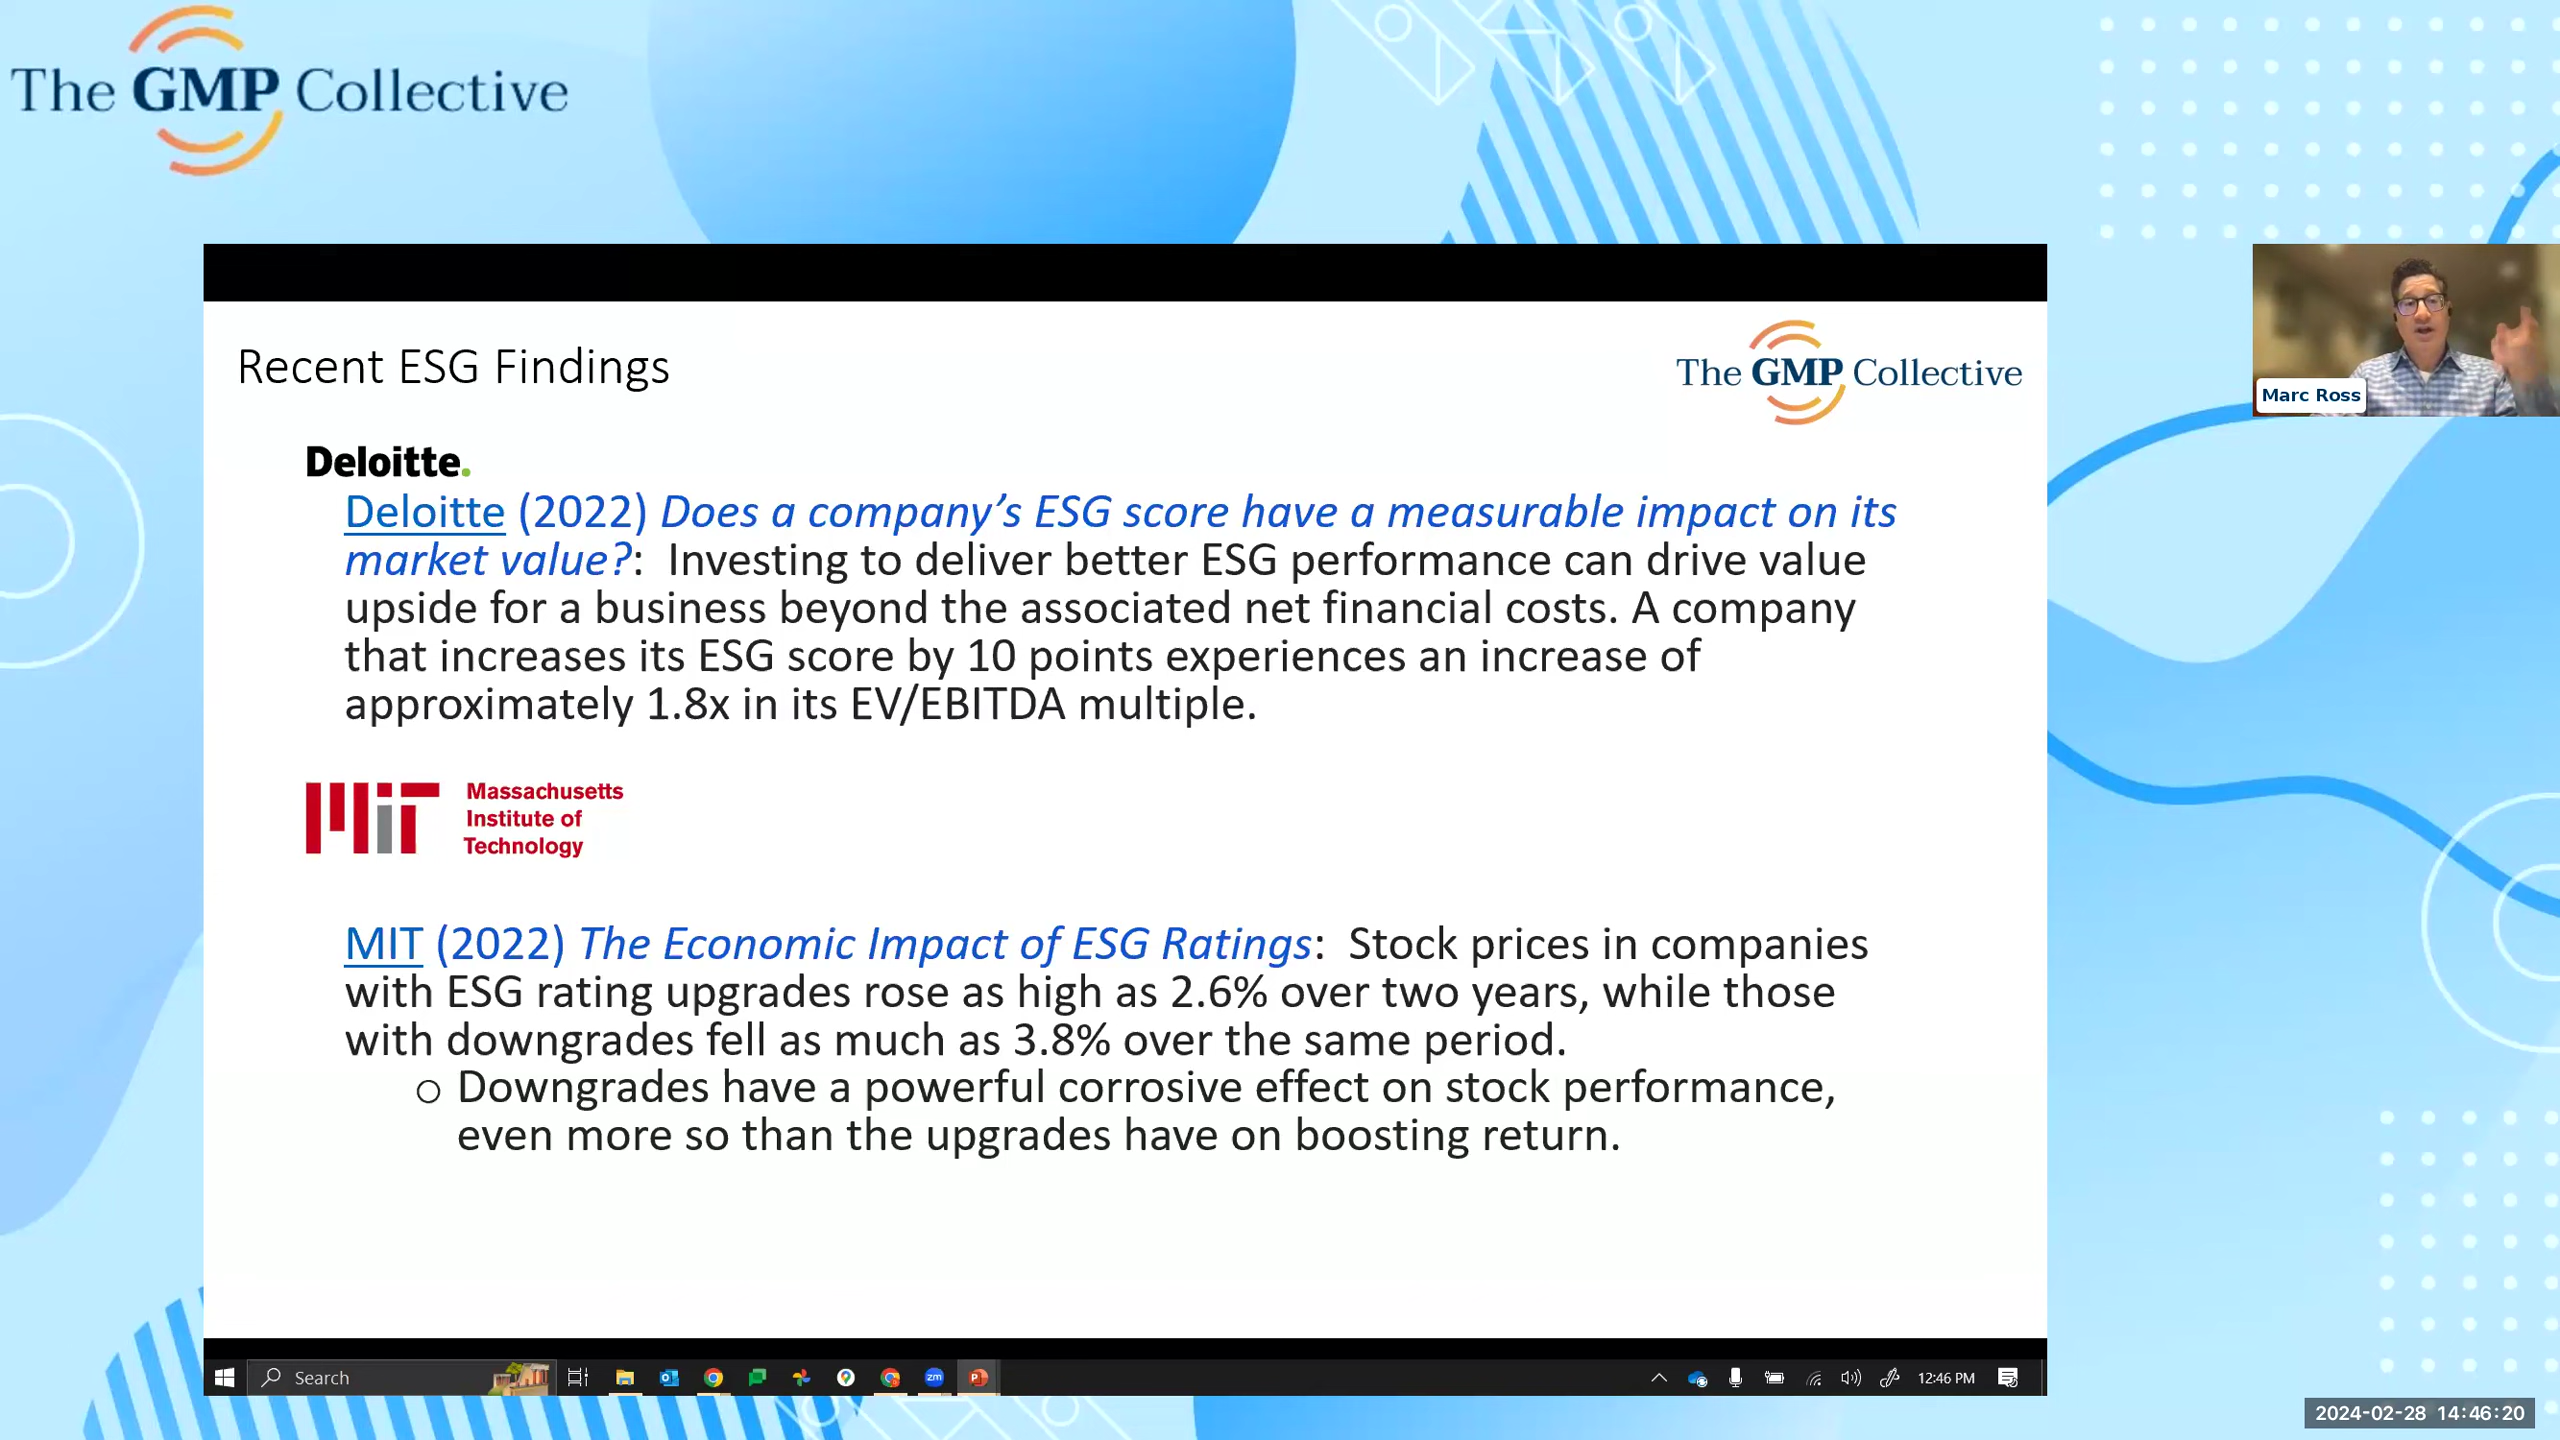 The GMP Collective
Recent ESG Findings
The GMP Collective
Deloitte.
Deloitte (2022) Does a company’s ESG score have a measurable impact on its
market value?:  Investing to deliver better ESG performance can drive value
upside for a business beyond the associated net financial costs. A company
that increases its ESG score by 10 points experiences an increase of
approximately 1.8x in its EV/EBITDA multiple.
MIT
Massachusetts
Institute of
Technology
MIT (2022) The Economic Impact of ESG Ratings:  Stock prices in companies
with ESG rating upgrades rose as high as 2.6% over two years, while those
with downgrades fell as much as 3.8% over the same period.
○ Downgrades have a powerful corrosive effect on stock performance,
even more so than the upgrades have on boosting return.
Marc Ross
Search
zm
12:46 PM
2024-02-28 14:46:20